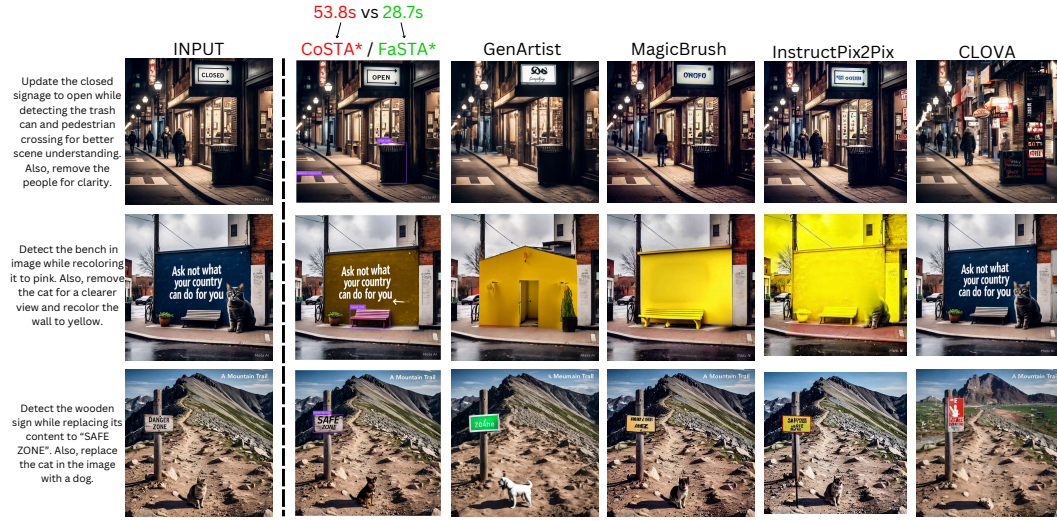 53.8s vs 28.7s
INPUT
CoSTA* / FaSTA*
GenArtist
MagicBrush
InstructPix2Pix
CLOVA
Update the closed
signage to open while
detecting the trash
can and pedestrian
crossing for better
scene understanding.
Also, remove the
people for clarity.
CLOSED
OPEN
ONOFO
Detect the bench in
image while recoloring
it to pink. Also, remove
the cat for a clearer
view and recolor the
wall to yellow.
Ask not what
your country
can do for you
Ask not what
your country
can do for you
Ask not what
your country
can do for you
Detect the wooden
sign while replacing its
content to “SAFE
ZONE”. Also, replace
the cat in the image
with a dog.
A Mountain Trail
DANGER
ZONE
A Mountain Trail
SAFE
ZONE
zo4ne
A Mountain Trail
A Mountain Trail
A Mountain Trail